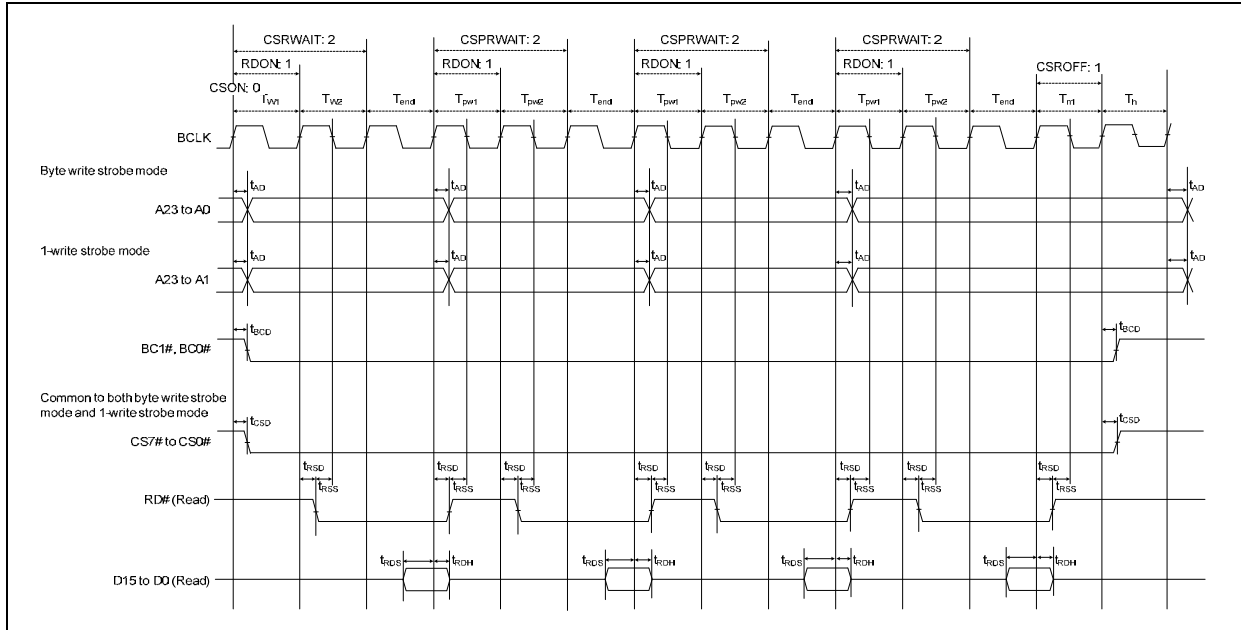 CSRWAIT: 2 CSPRWAIT: 2 CSPRWAIT: 2 CSPRWAIT: 2
RDON: 1 RDON: 1 RDON: 1 RDON: 1 CSROFF: 1
CSON: 0
TW1 TW2 Tend Tpw1 Tpw2 Tend Tpw1 Tpw2 Tend Tpw1 Tpw2 Tend Tn1 Th
BCLK
Byte write strobe mode
tAD tAD tAD tAD tAD
A23 to A0
1-write strobe mode
tAD tAD tAD tAD tAD
A23 to A1
tBCD tBCD
BC1#, BC0#
Common to both byte write strobe
mode and 1-write strobe mode
tCSD tCSD
CS7# to CS0#
tRSD tRSD tRSD tRSD tRSD tRSD tRSD tRSD
tRSS tRSS tRSS tRSS tRSS tRSS tRSS tRSS
RD# (Read)
tRDS tRDH tRDS tRDH tRDS tRDH tRDS tRDH
D15 to D0 (Read)